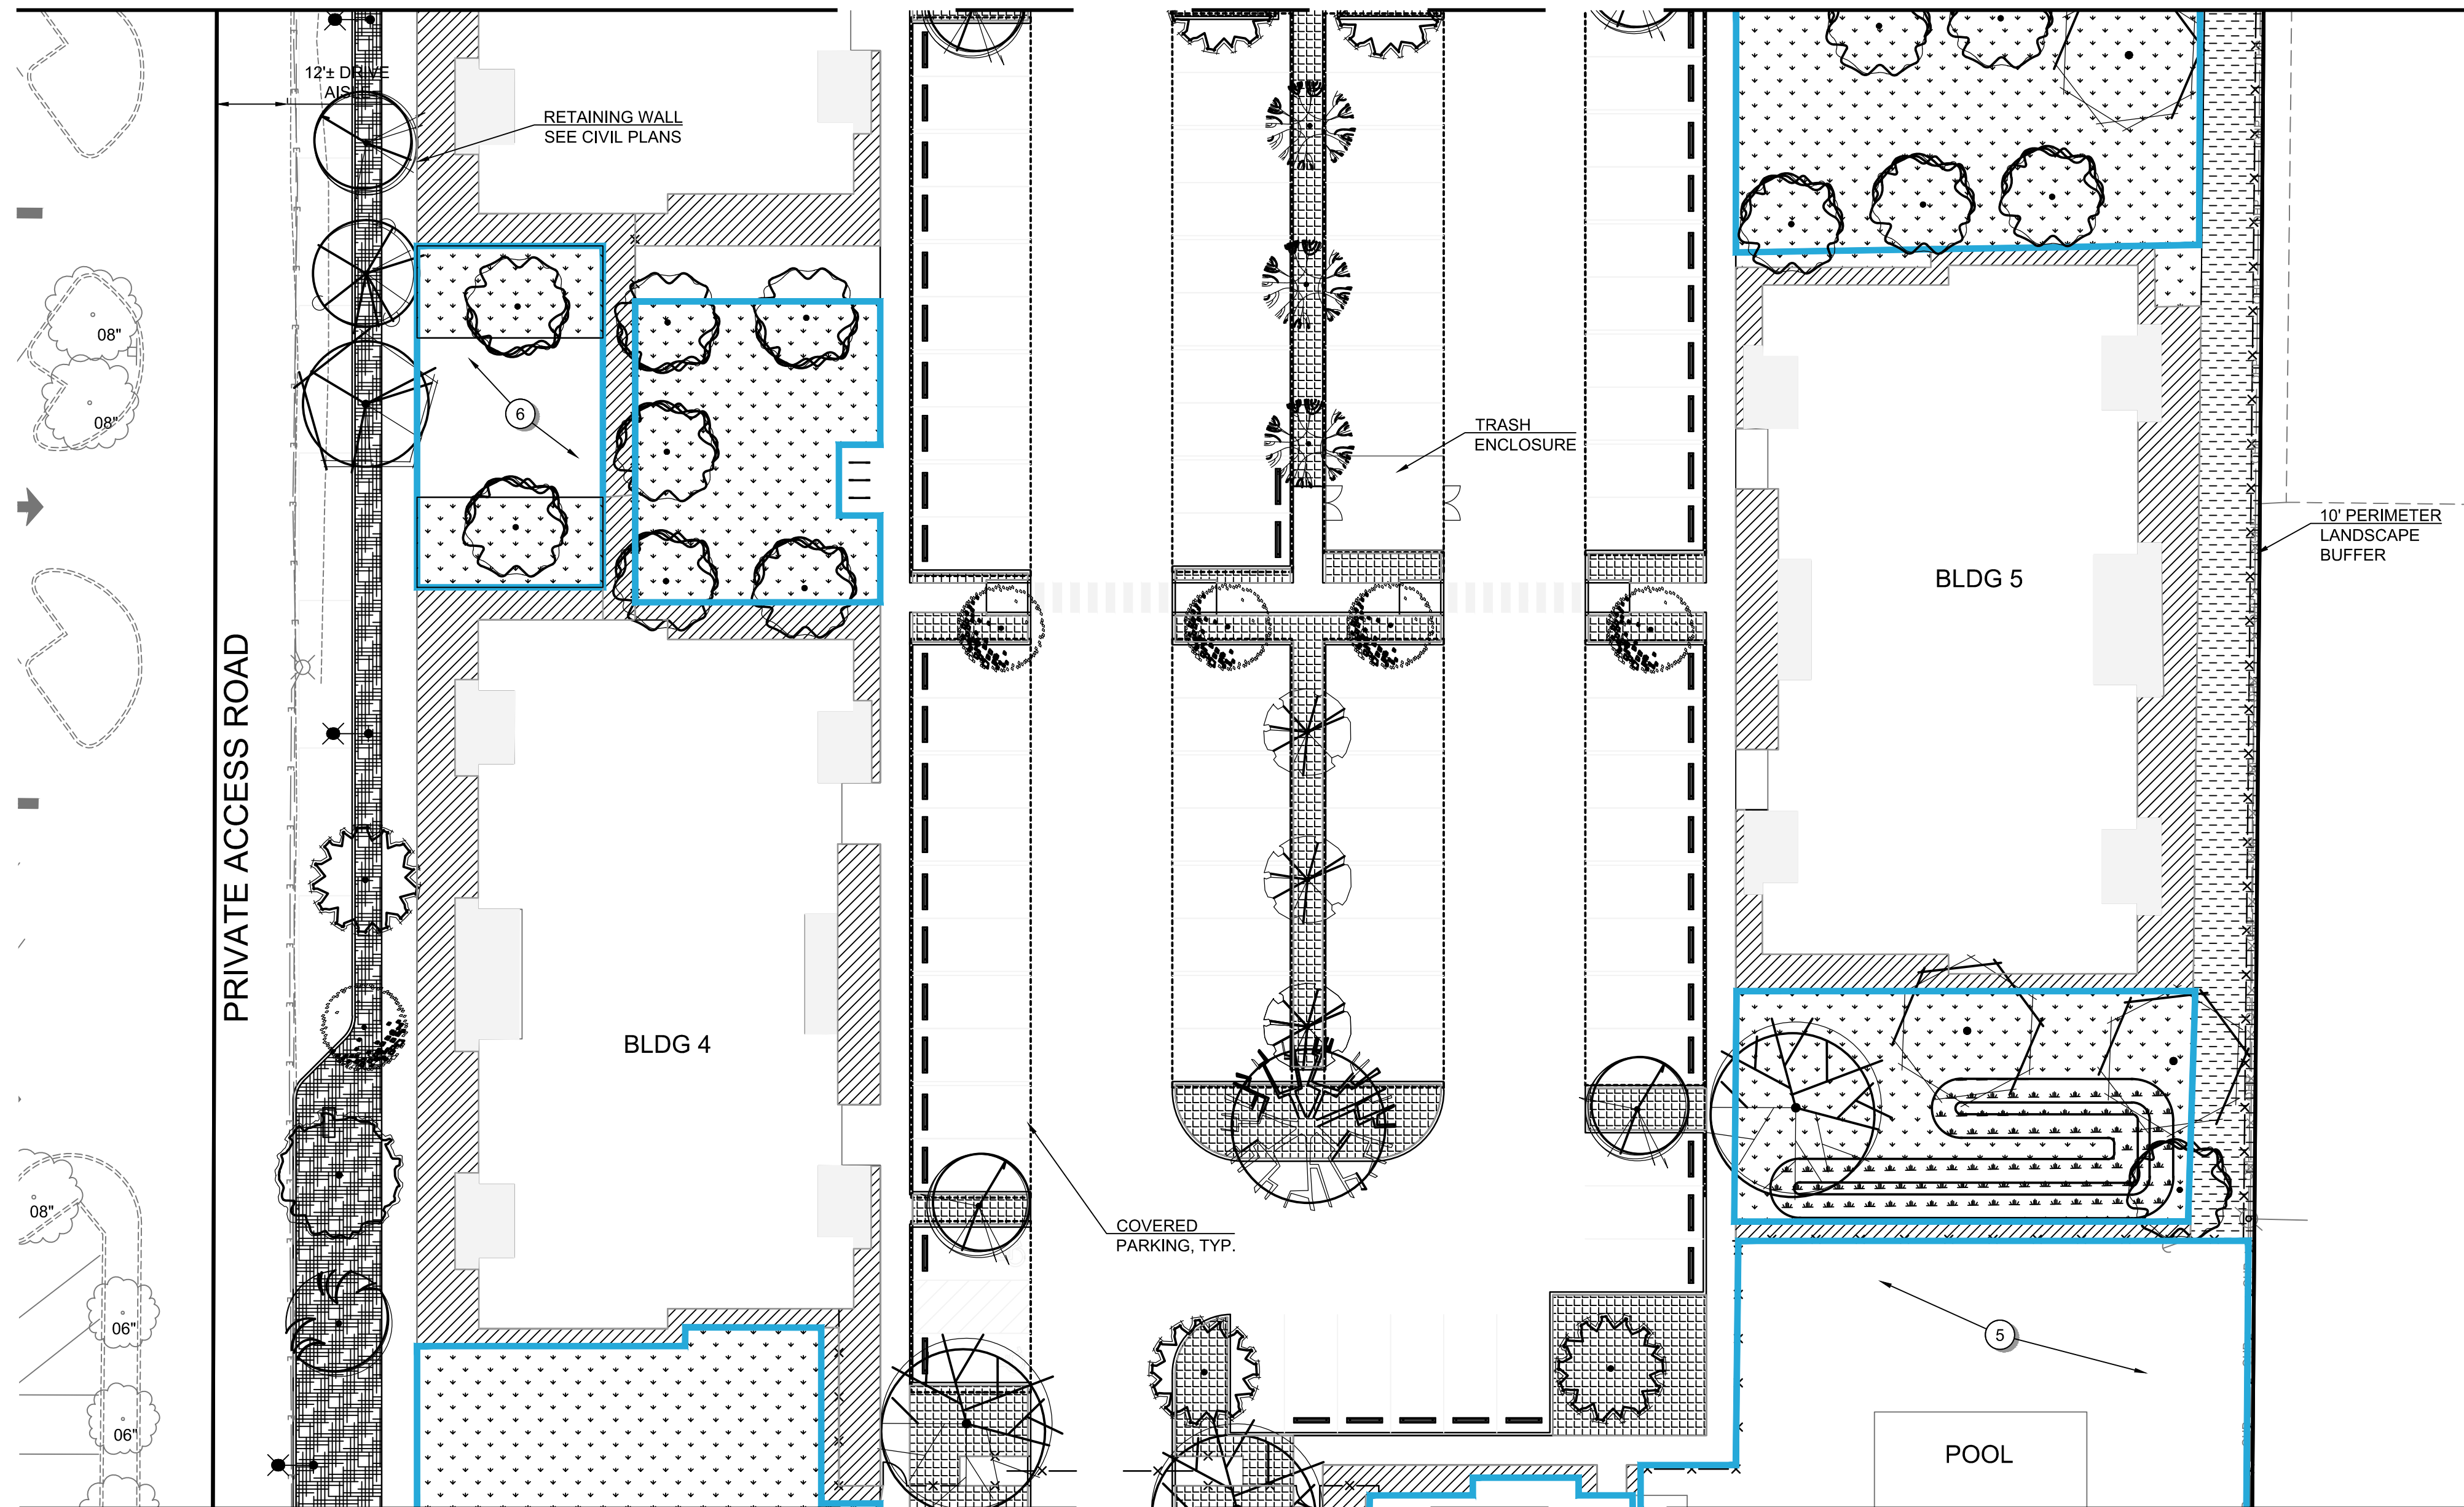 12'± DRIVE
AISLE
RETAINING WALL
SEE CIVIL PLANS
08"
08"
6
TRASH
ENCLOSURE
10' PERIMETER
LANDSCAPE
BUFFER
BLDG 5
PRIVATE ACCESS ROAD
BLDG 4
08"
COVERED
PARKING, TYP.
06"
5
06"
POOL